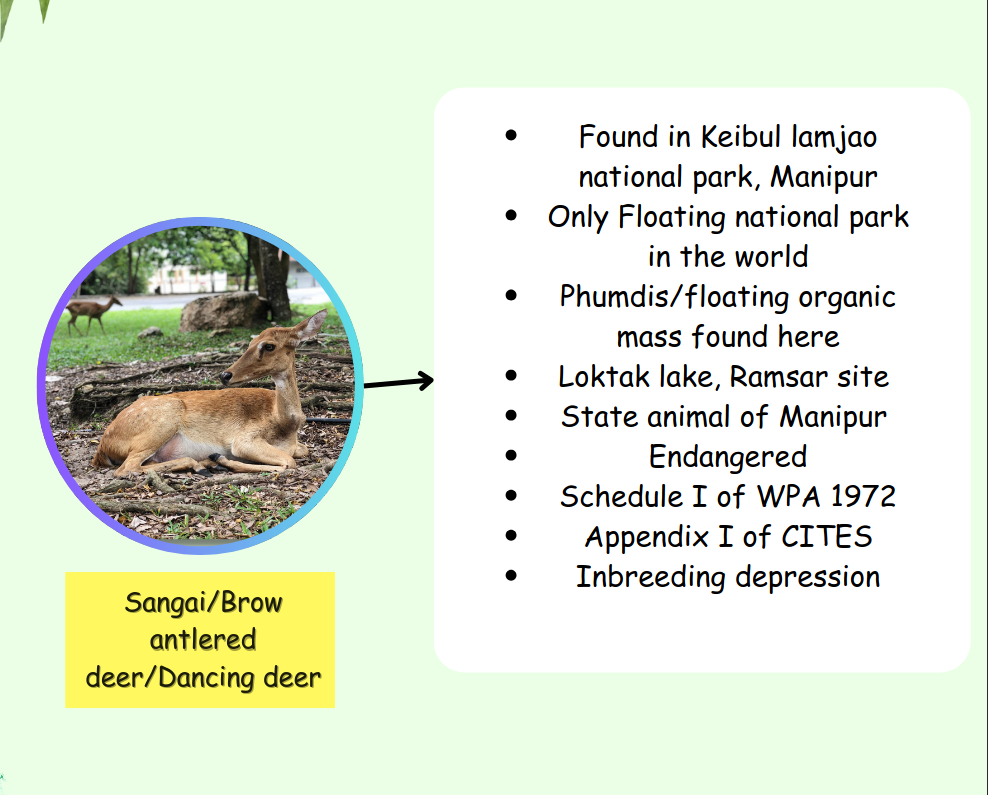 Found in Keibul lamjao
national park, Manipur
Only Floating national park
in the world
Phumdis/floating organic
mass found here
Loktak lake, Ramsar site
State animal of Manipur
Endangered
Schedule I of WPA 1972
Appendix I of CITES
Inbreeding depression
Sangai/Brow
antlered
deer/Dancing deer